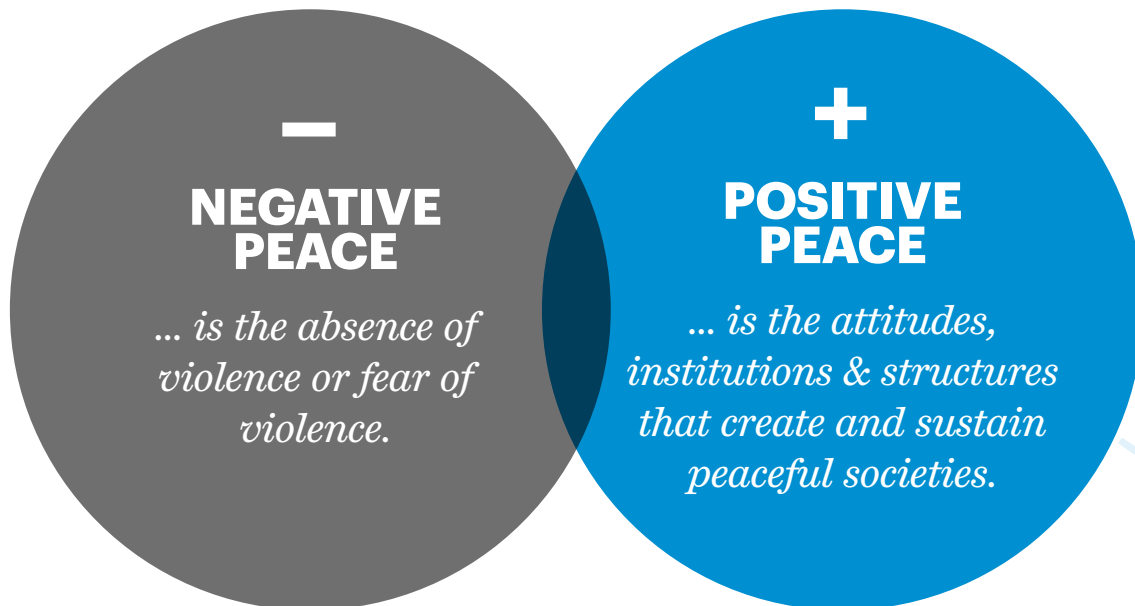 –
NEGATIVE
PEACE
... is the absence of
violence or fear of
violence.
+
POSITIVE
PEACE
... is the attitudes,
institutions & structures
that create and sustain
peaceful societies.